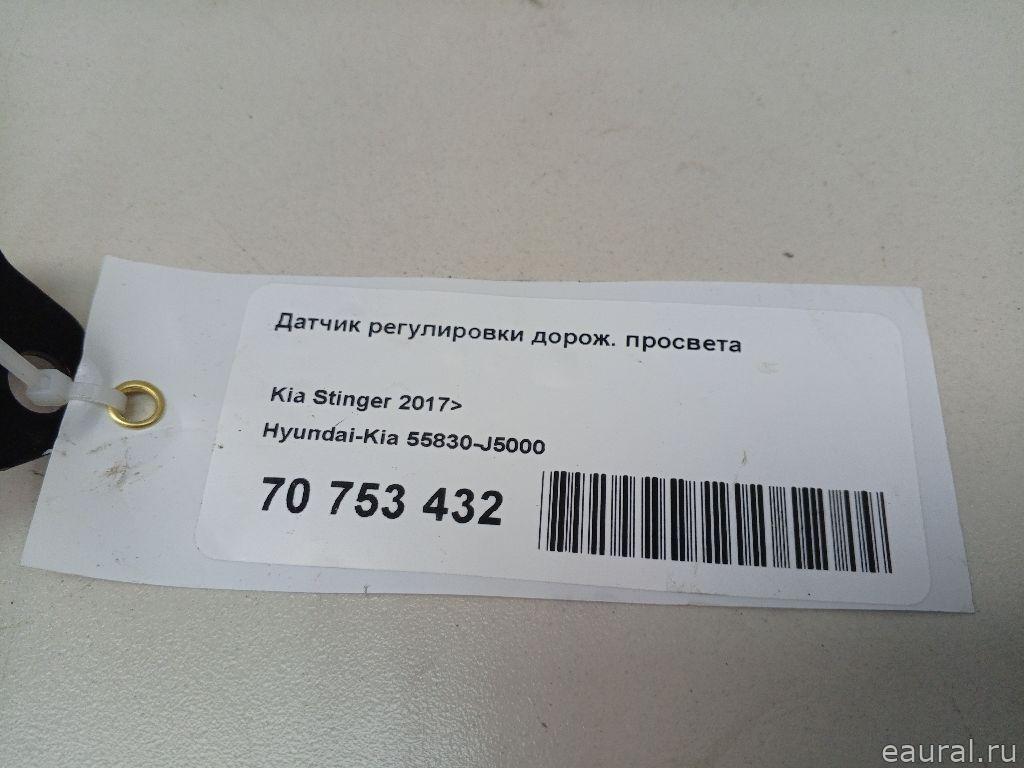 Датчик регулировки дорож. просвета
Kia Stinger 2017>
Hyundai-Kia 55830-J5000
70 753 432
eaural.ru